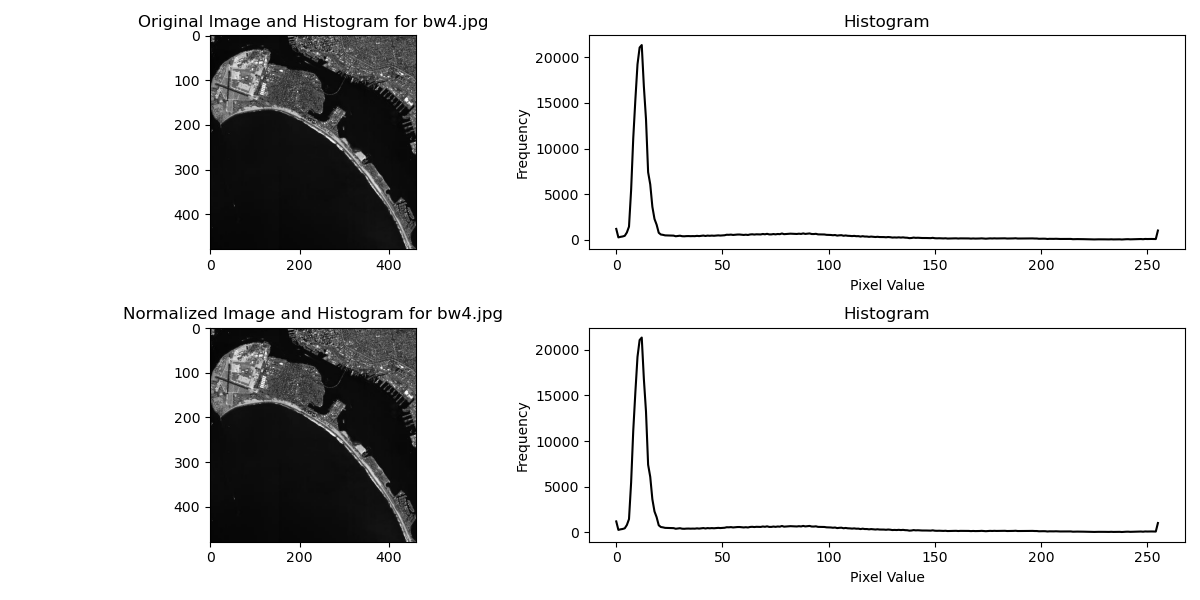 Original Image and Histogram for bw4.jpg
0
100
200
300
400
0 200 400
Histogram
Frequency
20000
15000
10000
5000
0
0 50 100 150 200 250
Pixel Value
Normalized Image and Histogram for bw4.jpg
0
100
200
300
400
0 200 400
Histogram
Frequency
20000
15000
10000
5000
0
0 50 100 150 200 250
Pixel Value